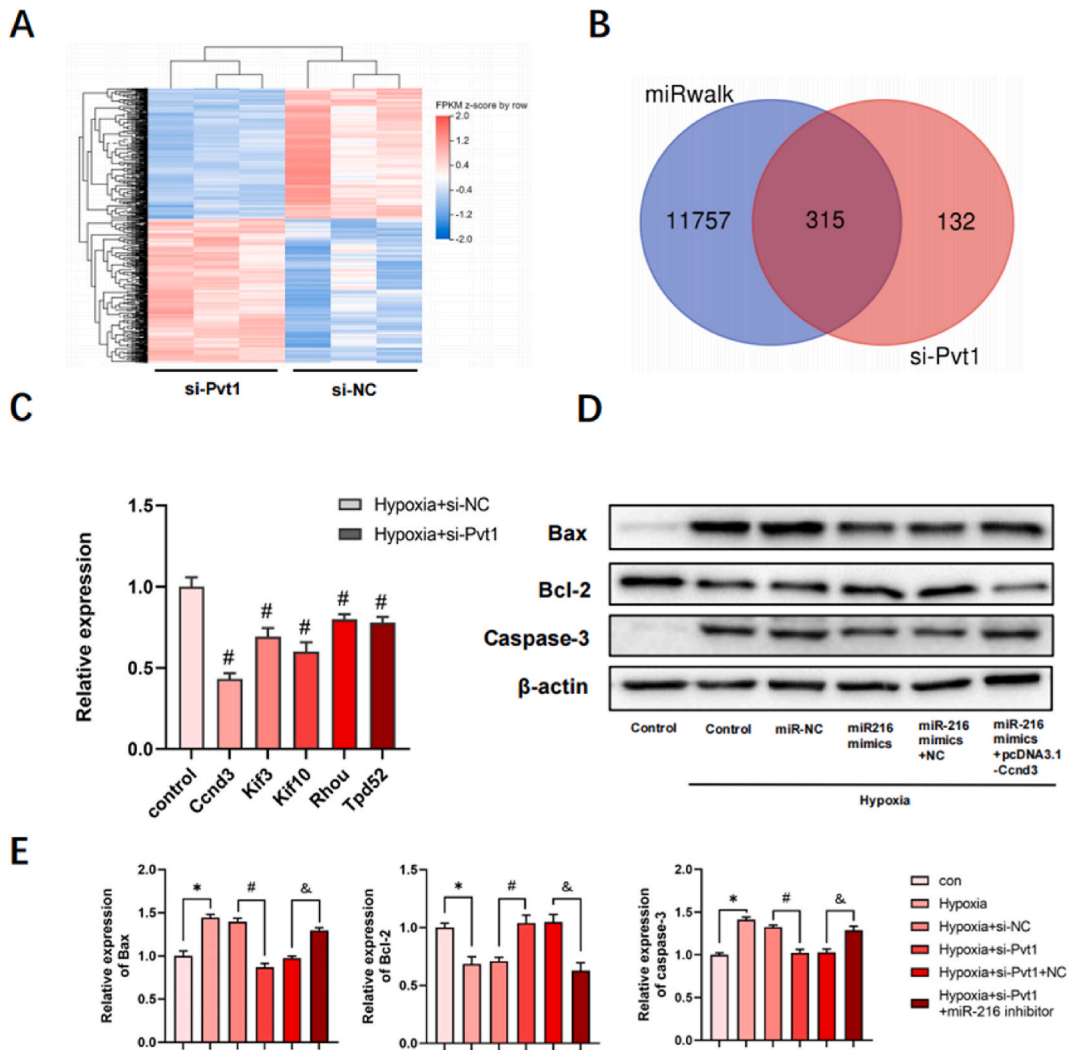 A
FPKM z-score by row
2.0
1.2
0.4
-0.4
-1.2
-2.0
si-Pvt1
si-NC
B
miRwalk
11757
315
132
si-Pvt1
C
Relative expression
1.5
1.0
0.5
0.0
Hypoxia+si-NC
Hypoxia+si-Pvt1
#
#
#
#
#
control
Ccnd3
Kif3
Kif10
Rhou
Tpd52
D
Bax
Bcl-2
Caspase-3
β-actin
Control
Control
miR-NC
miR216
mimics
miR-216
mimics
+NC
miR-216
mimics
+pcDNA3.1
-Ccnd3
Hypoxia
E
Relative expression
of Bax
2.0
1.5
1.0
0.5
0.0
*
#
&
Relative expression
of Bcl-2
1.5
1.0
0.5
0.0
*
#
&
Relative expression
of caspase-3
2.0
1.5
1.0
0.5
0.0
*
#
&
con
Hypoxia
Hypoxia+si-NC
Hypoxia+si-Pvt1
Hypoxia+si-Pvt1+NC
Hypoxia+si-Pvt1
+miR-216 inhibitor